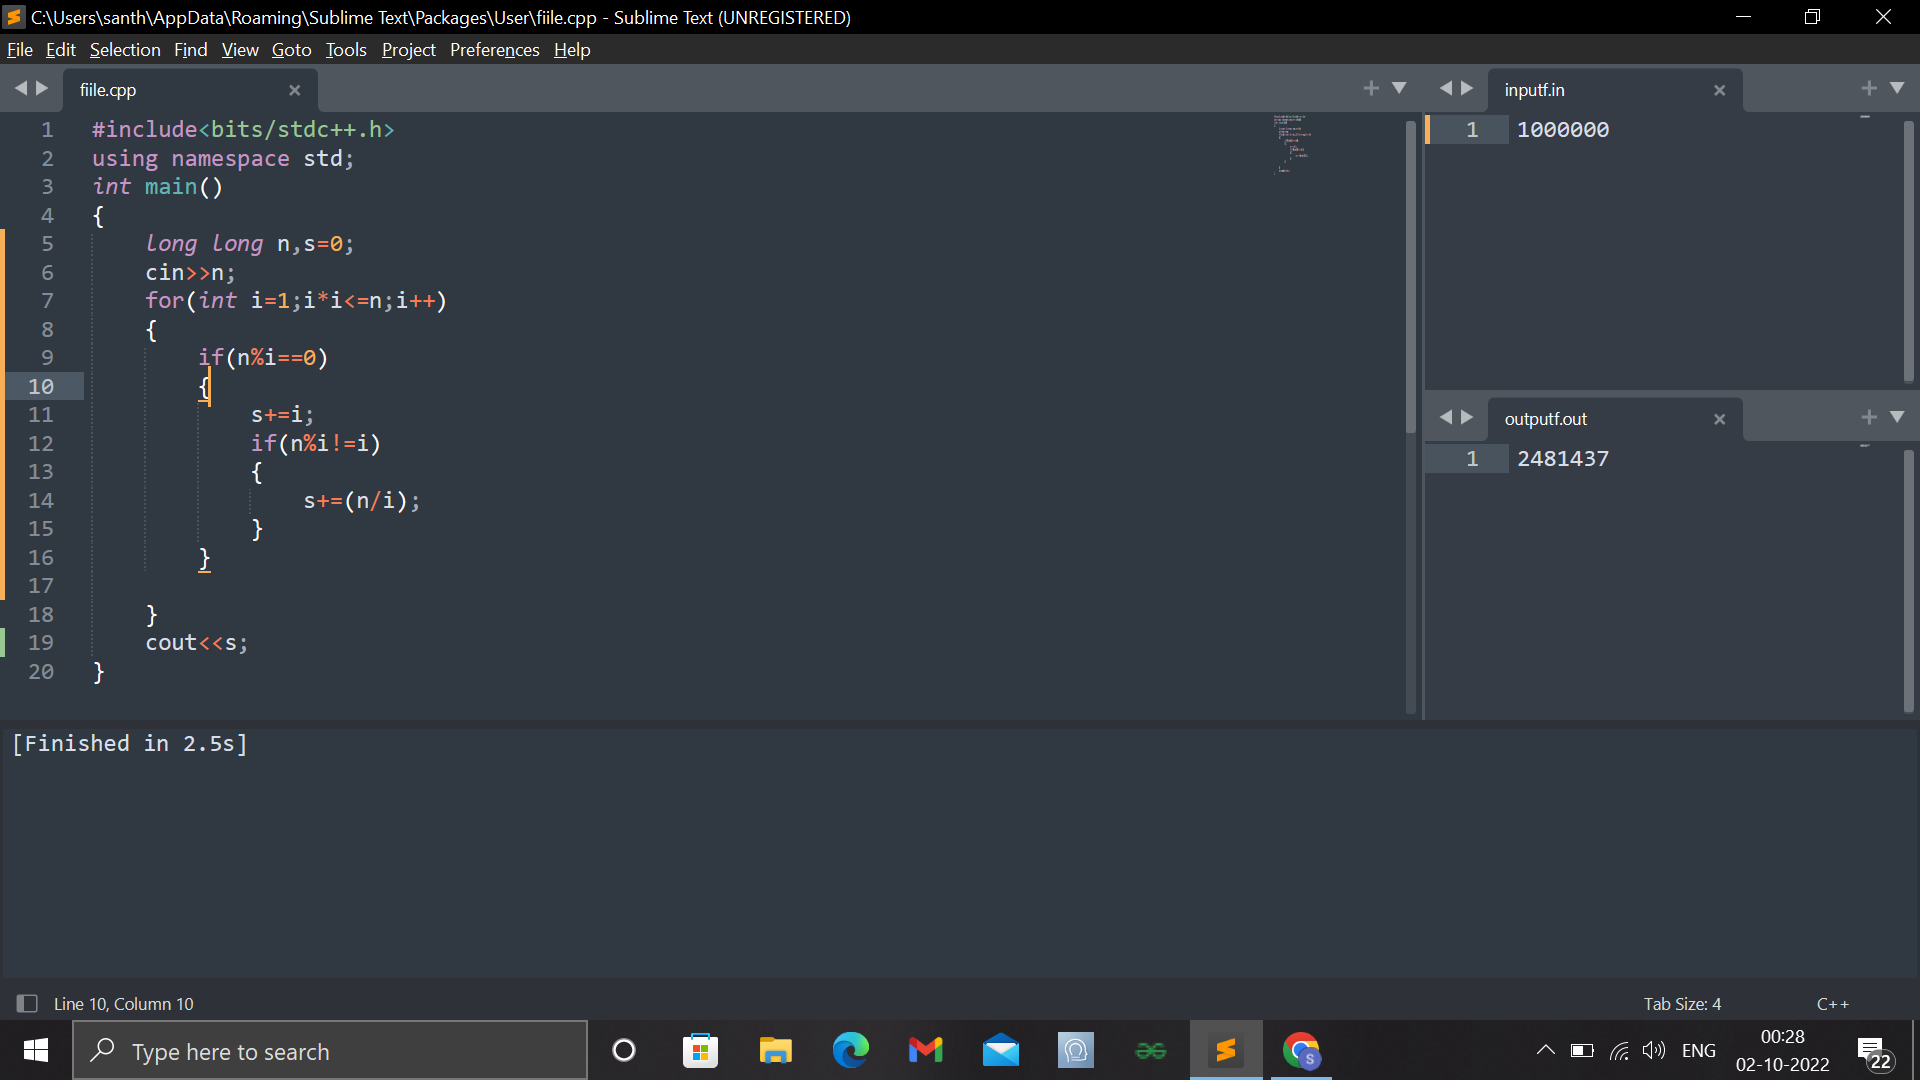 C:\Users\santh\AppData\Roaming\Sublime Text\Packages\User\fiile.cpp - Sublime Text (UNREGISTERED)
File Edit Selection Find View Goto Tools Project Preferences Help
fiile.cpp
1 #include<bits/stdc++.h>
2 using namespace std;
3 int main()
4 {
5 long long n,s=0;
6 cin>>n;
7 for(int i=1;i*i<=n;i++)
8 {
9 if(n%i==0)
10 {
11 s+=i;
12 if(n%i!=i)
13 {
14 s+=(n/i);
15 }
16 }
17
18 }
19 cout<<s;
20 }
inputf.in
1 1000000
outputf.out
1 2481437
[Finished in 2.5s]
Line 10, Column 10
Tab Size: 4
C++
Type here to search
S
ENG
00:28
02-10-2022
22